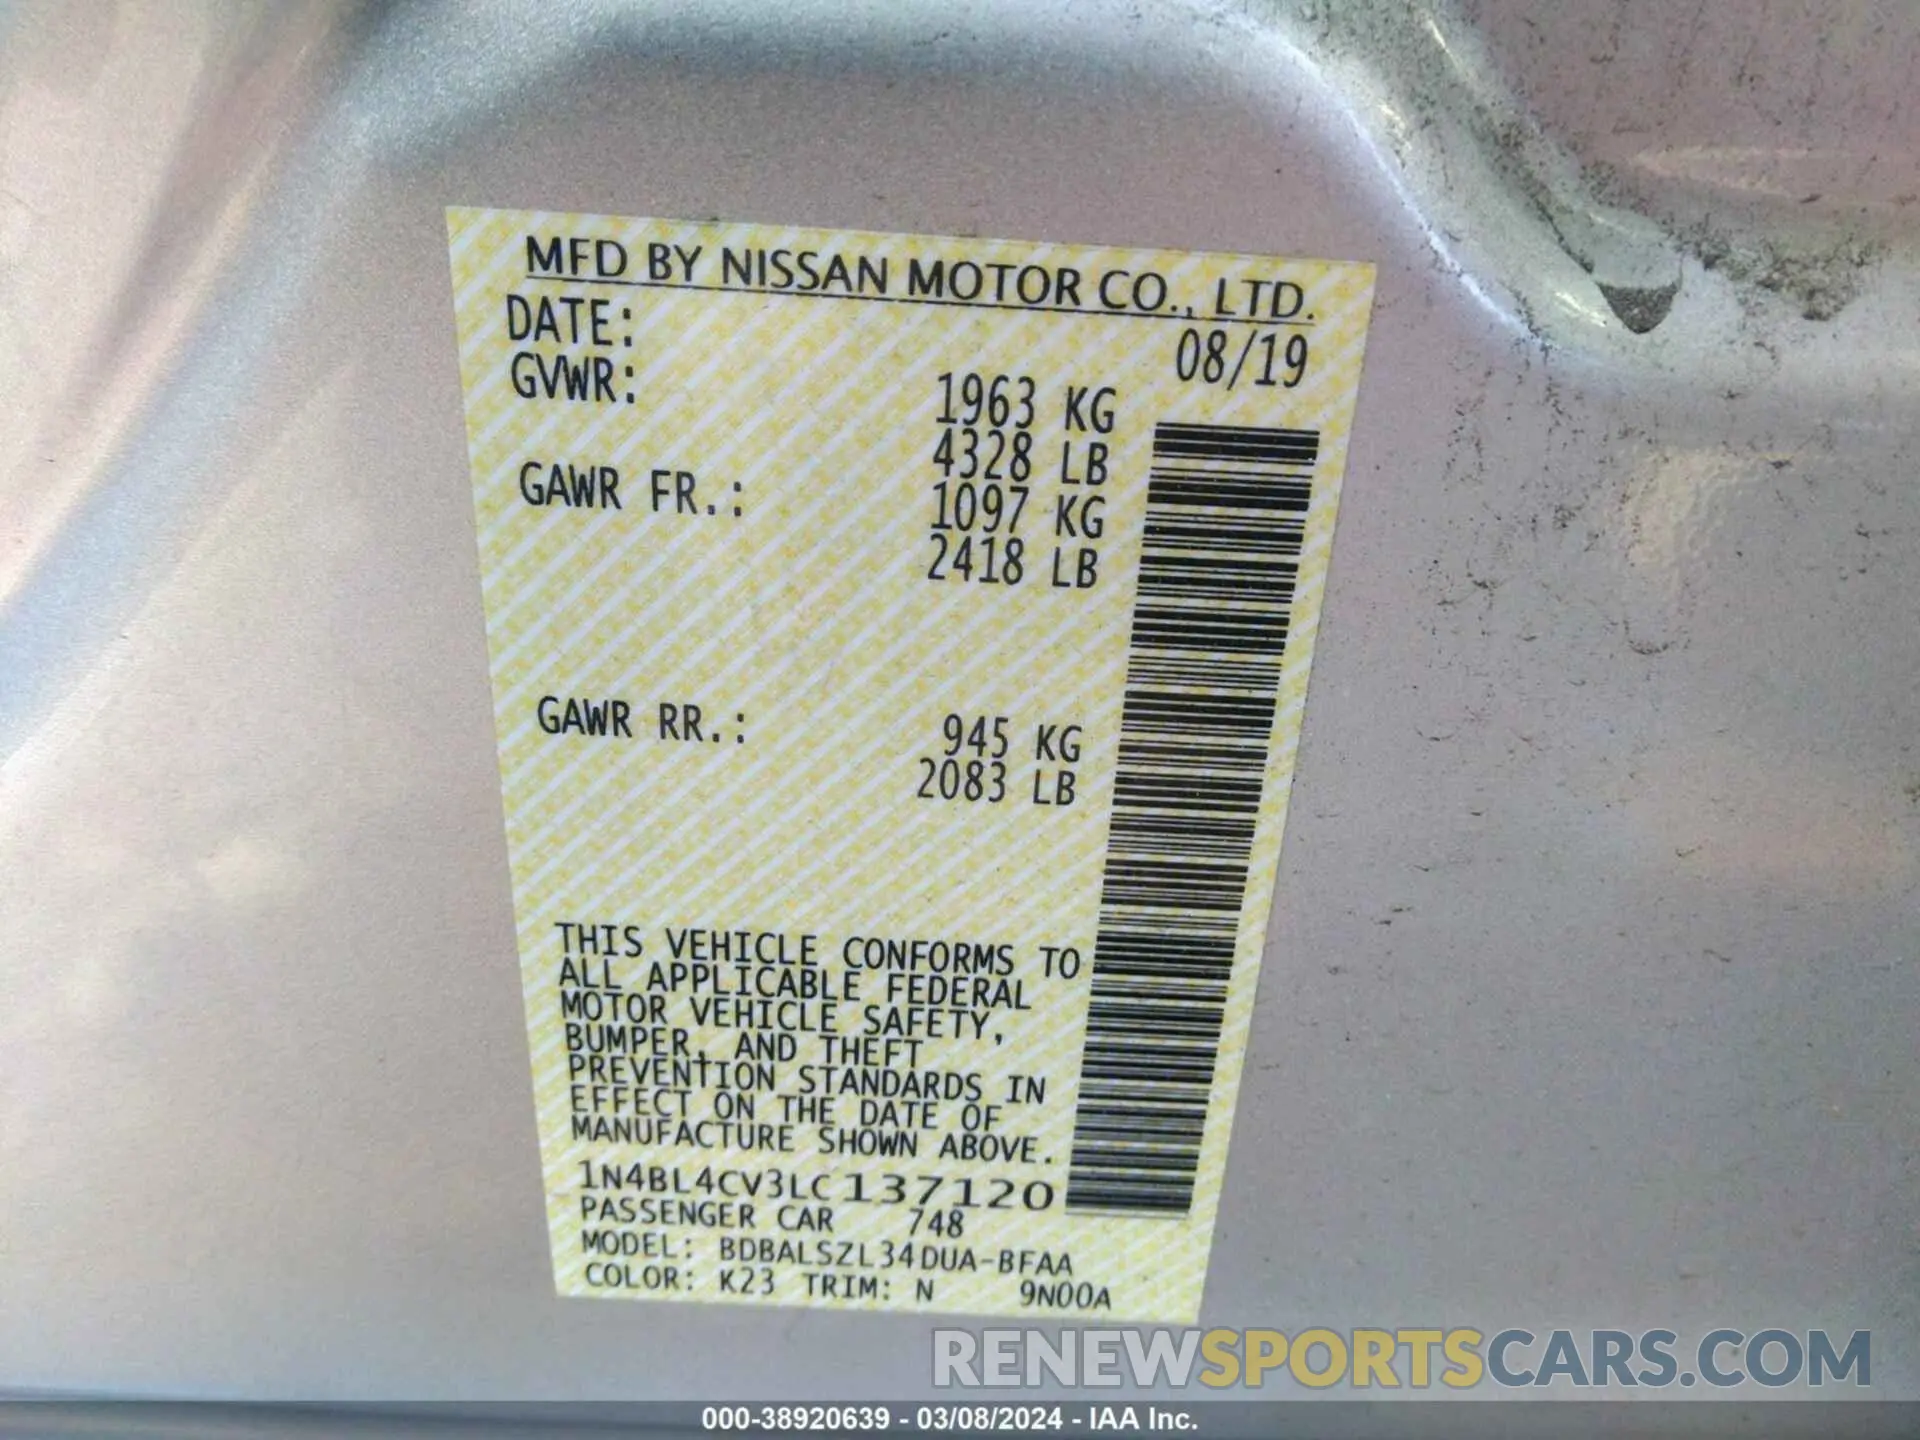 MFD BY NISSAN MOTOR CO., LTD.
DATE: 08/19
GVWR: 1963 KG
4328 LB
GAWR FR.: 1097 KG
2418 LB
GAWR RR.: 945 KG
2083 LB
THIS VEHICLE CONFORMS TO
ALL APPLICABLE FEDERAL
MOTOR VEHICLE SAFETY,
BUMPER, AND THEFT
PREVENTION STANDARDS IN
EFFECT ON THE DATE OF
MANUFACTURE SHOWN ABOVE.
1N4BL4CV3LC137120
PASSENGER CAR 748
MODEL: BDBALSZL34DUA-BFAA
COLOR: K23 TRIM: N 9N00A
RENEWSPORTSCARS.COM
000-38920639 - 03/08/2024 - IAA Inc.